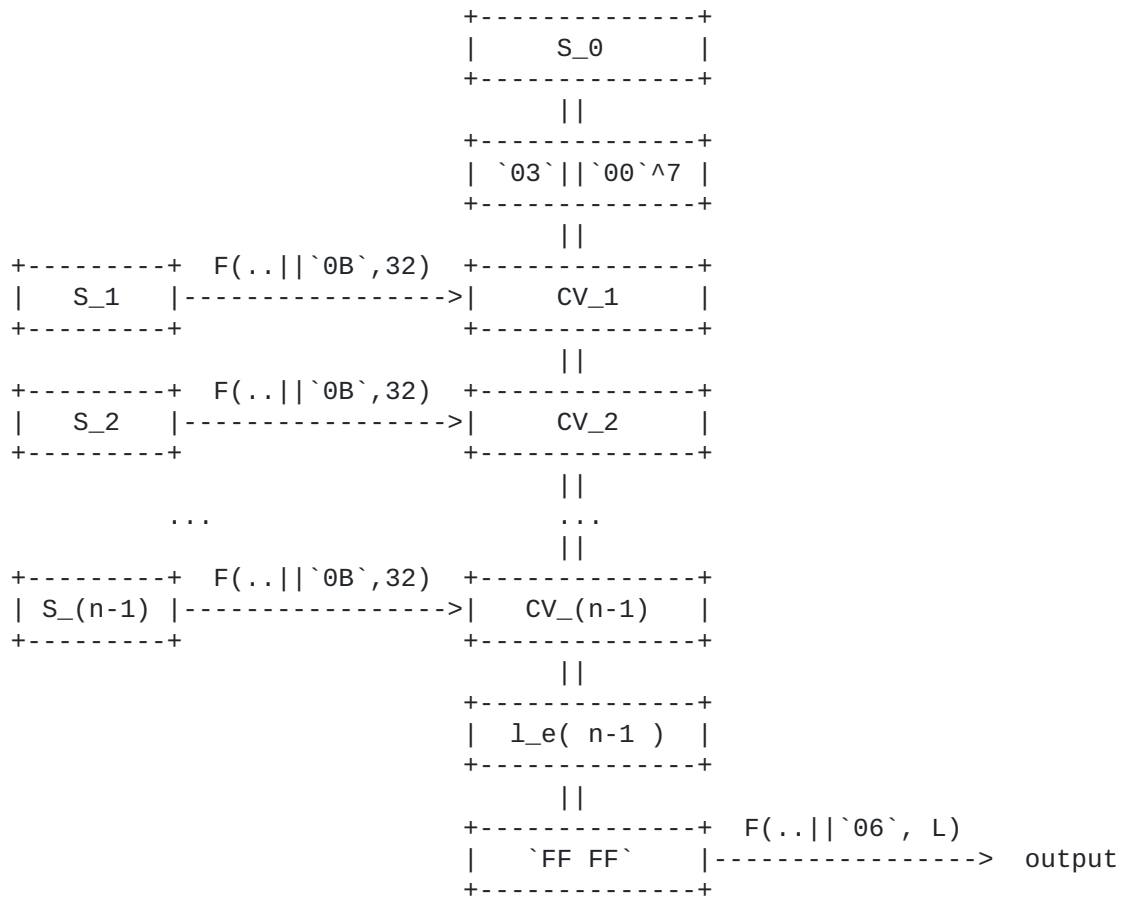 +--------------+
                             |     S_0      |
                             +--------------+
                                   ||
                             +--------------+
                             | `03`||`00`^7 |
                             +--------------+
                                   ||
+---------+  F(..||`0B`,32)  +--------------+
|   S_1   |----------------->|     CV_1     |
+---------+                  +--------------+
                                   ||
+---------+  F(..||`0B`,32)  +--------------+
|   S_2   |----------------->|     CV_2     |
+---------+                  +--------------+
                                   ||
          ...                      ...
                                   ||
+---------+  F(..||`0B`,32)  +--------------+
| S_(n-1) |----------------->|   CV_(n-1)   |
+---------+                  +--------------+
                                   ||
                             +--------------+
                             |  l_e( n-1 )  |
                             +--------------+
                                   ||
                             +--------------+  F(..||`06`, L)
                             |   `FF FF`    |----------------->  output
                             +--------------+